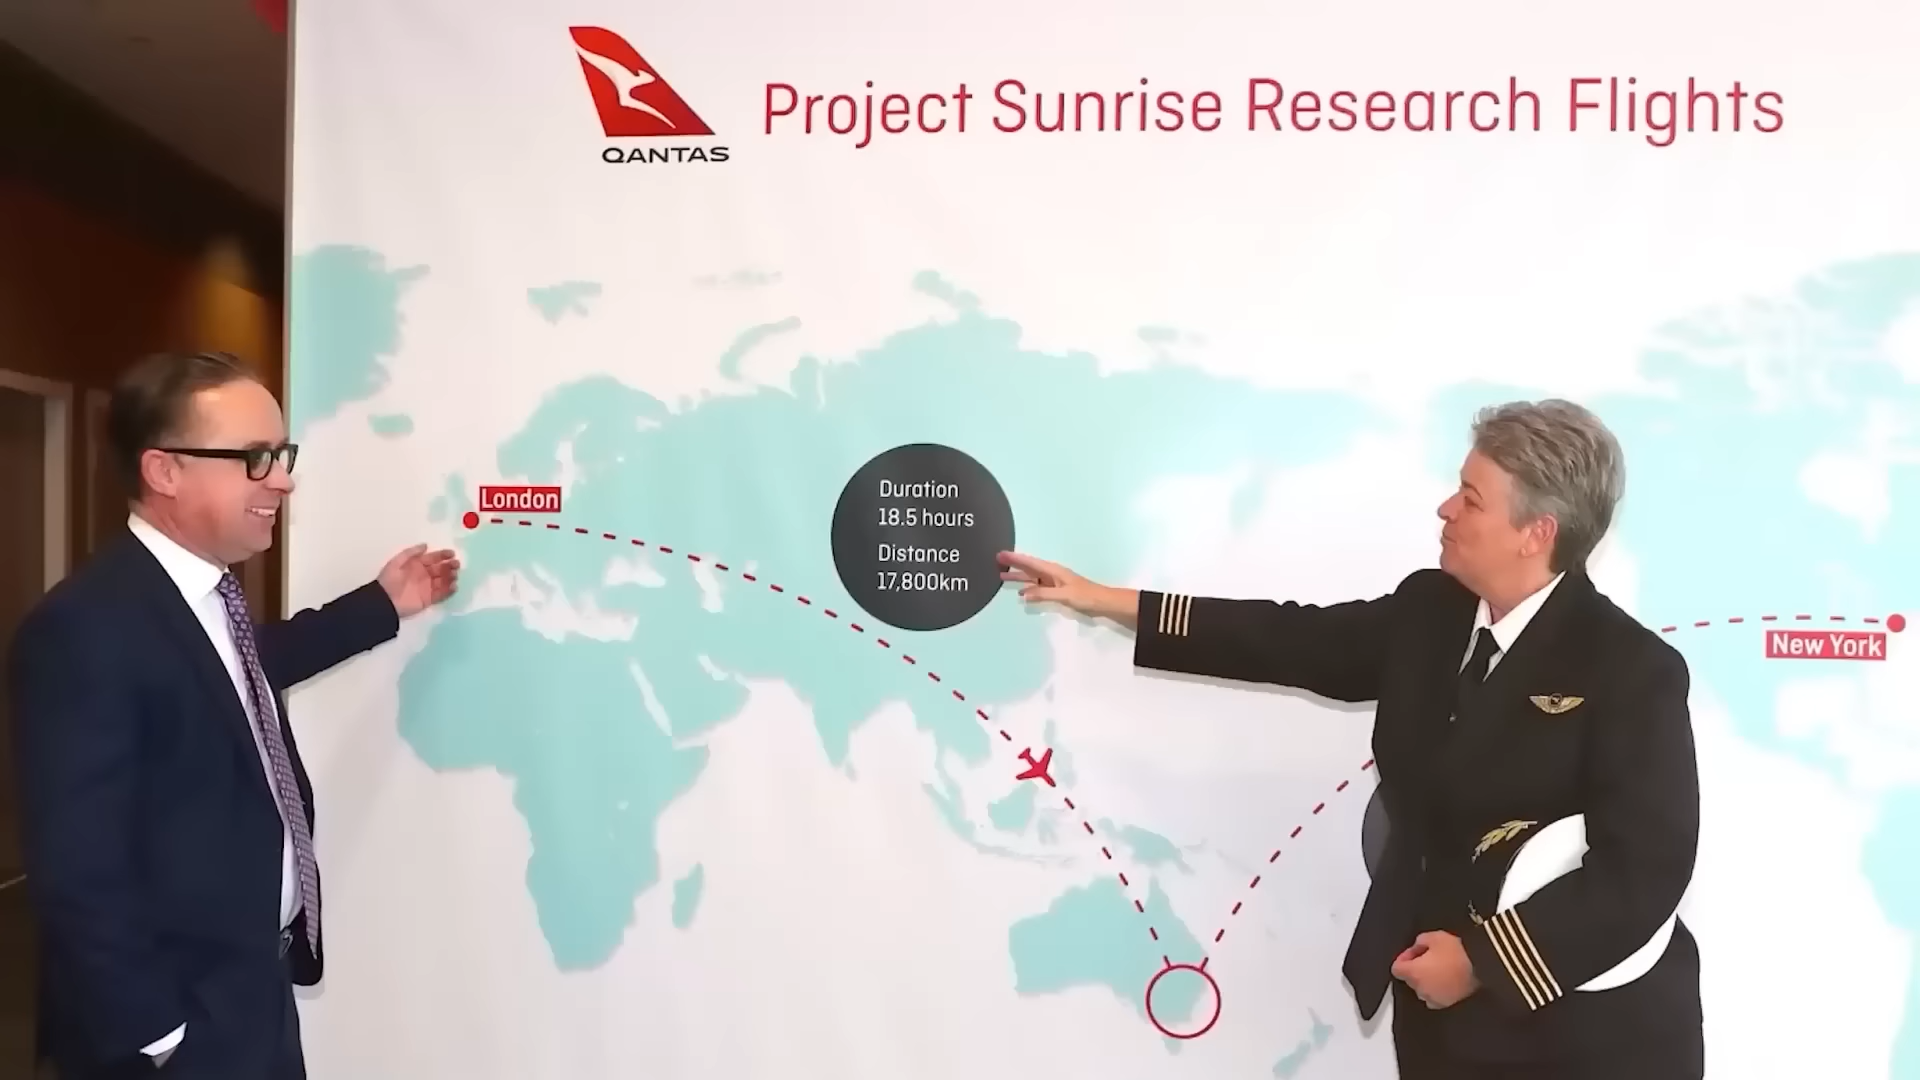 QANTAS
Project Sunrise Research Flights
London
Duration
18.5 hours
Distance
17,800km
New York